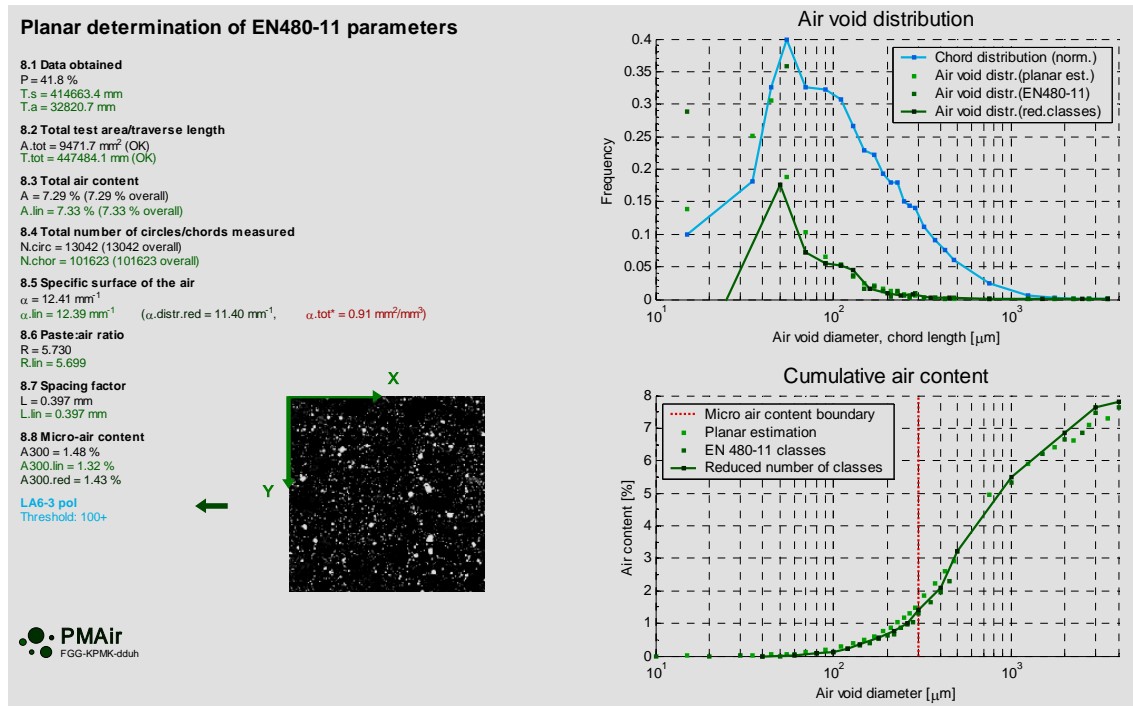 Planar determination of EN480-11 parameters
8.1 Data obtained
P = 41.8 %
T.s = 414663.4 mm
T.a = 32820.7 mm
8.2 Total test area/traverse length
A.tot = 9471.7 mm² (OK)
T.tot = 447484.1 mm (OK)
8.3 Total air content
A = 7.29 % (7.29 % overall)
A.lin = 7.33 % (7.33 % overall)
8.4 Total number of circles/chords measured
N.circ = 13042 (13042 overall)
N.chor = 101623 (101623 overall)
8.5 Specific surface of the air
α = 12.41 mm⁻¹
α.lin = 12.39 mm⁻¹ (α.distr.red = 11.40 mm⁻¹, α.tot* = 0.91 mm²/mm³)
8.6 Paste:air ratio
R = 5.730
R.lin = 5.699
8.7 Spacing factor
L = 0.397 mm
L.lin = 0.397 mm
8.8 Micro-air content
A300 = 1.48 %
A300.lin = 1.32 %
A300.red = 1.43 %
LA6-3 pol
Threshold: 100+
X
Y
PMAir
FGG-KPMK-dduh
Air void distribution
Chord distribution (norm.)
Air void distr.(planar est.)
Air void distr.(EN480-11)
Air void distr.(red.classes)
Frequency
0.4
0.35
0.3
0.25
0.2
0.15
0.1
0.05
0
10¹ 10² 10³
Air void diameter, chord length [μm]
Cumulative air content
Micro air content boundary
Planar estimation
EN 480-11 classes
Reduced number of classes
Air content [%]
8
7
6
5
4
3
2
1
0
10¹ 10² 10³
Air void diameter [μm]